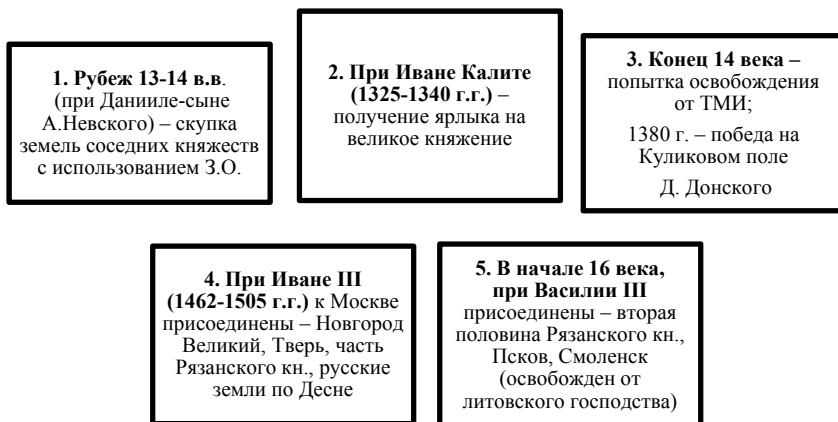 1. Рубеж 13-14 в.в.
(при Данииле-сыне
А.Невского) – скупка
земель соседних княжеств
с использованием З.О.
2. При Иване Калите
(1325-1340 г.г.) –
получение ярлыка на
великое княжение
3. Конец 14 века –
попытка освобождения
от ТМИ;
1380 г. – победа на
Куликовом поле
Д. Донского
4. При Иване III
(1462-1505 г.г.) к Москве
присоединены – Новгород
Великий, Тверь, часть
Рязанского кн., русские
земли по Десне
5. В начале 16 века,
при Василии III
присоединены – вторая
половина Рязанского кн.,
Псков, Смоленск
(освобожден от
литовского господства)